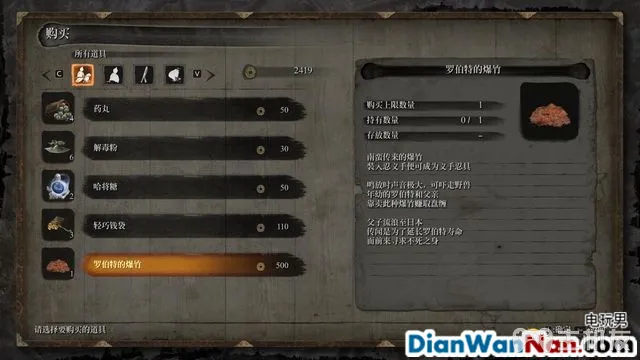 购买
所有道具
C
V
2419
药丸 50
2
解毒粉 30
6
哈将糖 50
2
轻巧钱袋 110
3
罗伯特的爆竹 500
1
请选择要购买的道具
罗伯特的爆竹
购买上限数量 1
持有数量 0/ 1
存放数量 -
南蛮传来的爆竹
装入忍义手便可成为义手忍具
鸣放时声音极大，可吓走野兽
年幼的罗伯特和父亲
靠卖此种爆竹赚取盘缠
父子流浪至日本
传闻是为了延长罗伯特寿命
而前来寻求不死之身
电玩男
DianWanNan.com